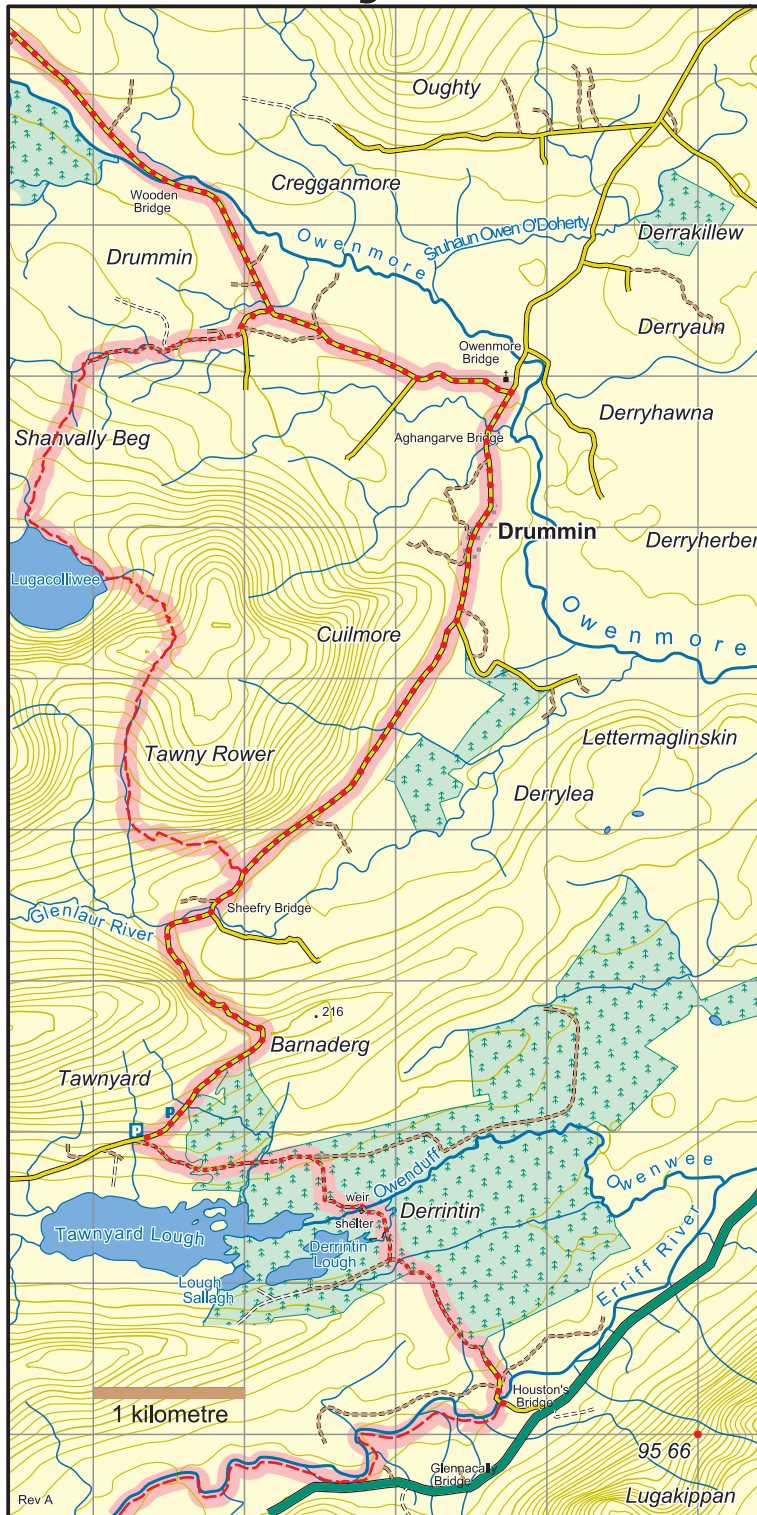 Oughty
Cregganmore
Wooden
Bridge
Owenmore
Sruhaun Owen O'Doherty
Derrakillew
Drummin
Derryaun
Owenmore
Bridge
Derryhawna
Shanvally Beg
Aghangarve Bridge
Drummin
Derryherber
Lugacolliwee
Owenmore
Cuilmore
Lettermaglinskin
Tawny Rower
Derrylea
Sheefry Bridge
Glenlaur River
216
Barnaderg
Tawnyard
P
P
Owenduff
Owenwee
weir
Derrintin
shelter
Tawnyard Lough
Derrintin
Lough
Erriff River
Lough
Sallagh
Houston's
Bridge
1 kilometre
95 66
Glennacally
Bridge
Rev A
Lugakippan